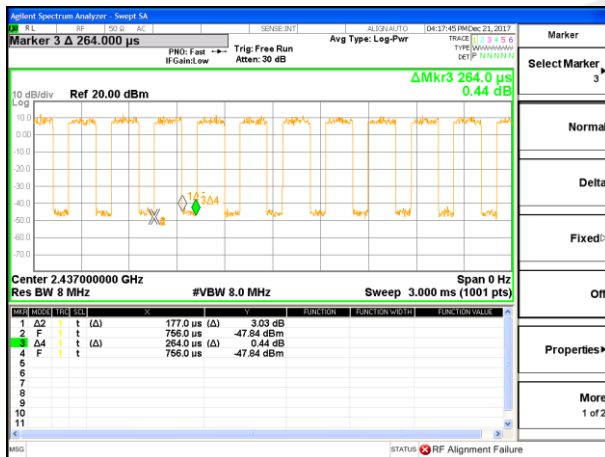 Agilent Spectrum Analyzer - Swept SA
RL RF 50 Ω AC SENSE:INT ALIGNAUTO 04:17:45 PM Dec 21, 2017
Marker 3 Δ 264.000 µs
PNO: Fast
IFGain:Low
Trig: Free Run
Atten: 30 dB
Avg Type: Log-Pwr
TRACE 1 2 3 4 5 6
TYPE
DET P N N N N N
ΔMkr3 264.0 µs
0.44 dB
10 dB/div Ref 20.00 dBm
Log
10.0
0.00
-10.0
-20.0
-30.0
-40.0
-50.0
-60.0
-70.0
3Δ4
Center 2.437000000 GHz Span 0 Hz
Res BW 8 MHz #VBW 8.0 MHz Sweep 3.000 ms (1001 pts)
MKR MODE TRC SCL X Y FUNCTION FUNCTION WIDTH FUNCTION VALUE
1 Δ2 1 t (Δ) 177.0 µs (Δ) 3.03 dB
2 F 1 t 756.0 µs -47.84 dBm
3 Δ4 1 t (Δ) 264.0 µs (Δ) 0.44 dB
4 F 1 t 756.0 µs -47.84 dBm
5
6
7
8
9
10
11
MSG STATUS RF Alignment Failure
Marker
Select Marker
3
Normal
Delta
Fixed
Off
Properties
More
1 of 2